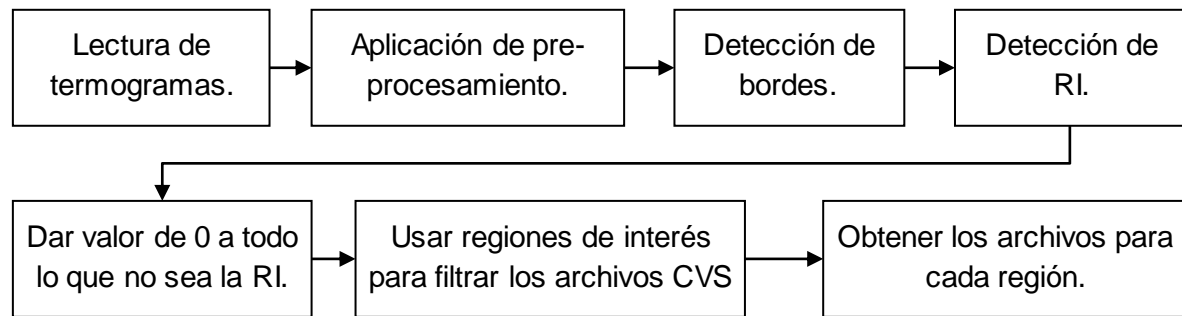 Lectura de
termogramas.
Aplicación de pre-
procesamiento.
Detección de
bordes.
Detección de
RI.
Dar valor de 0 a todo
lo que no sea la RI.
Usar regiones de interés
para filtrar los archivos CVS
Obtener los archivos para
cada región.